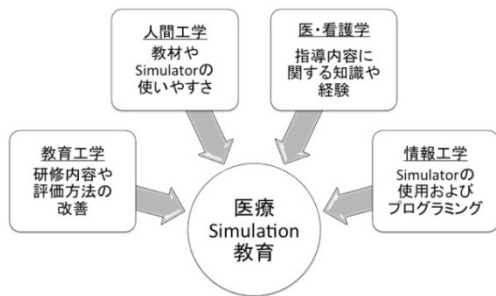 人間工学
教材や
Simulatorの
使いやすさ
医・看護学
指導内容に
関する知識や
経験
教育工学
研修内容や
評価方法の
改善
情報工学
Simulatorの
使用および
プログラミング
医療
Simulation
教育